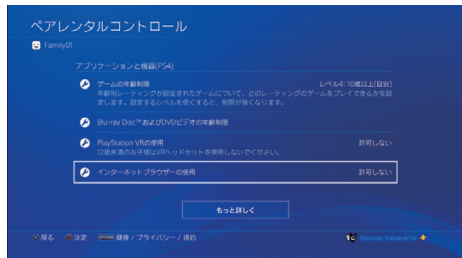 ペアレンタルコントロール
Family01
アプリケーションと機器(PS4)
ゲームの年齢制限 レベル4: 10歳以上(目安)
年齢別レーティングが設定されたゲームについて、どのレーティングのゲームをプレイできるかを設
定します。設定するレベルを低くすると、制限が強くなります。
Blu-ray Disc™およびDVDビデオの年齢制限
PlayStation VRの使用 許可しない
12歳未満のお子様はVRヘッドセットを使用しないでください。
インターネットブラウザーの使用 許可しない
もっと詳しく
戻る 決定 OPTIONS 健康 / プライバシー / 規約